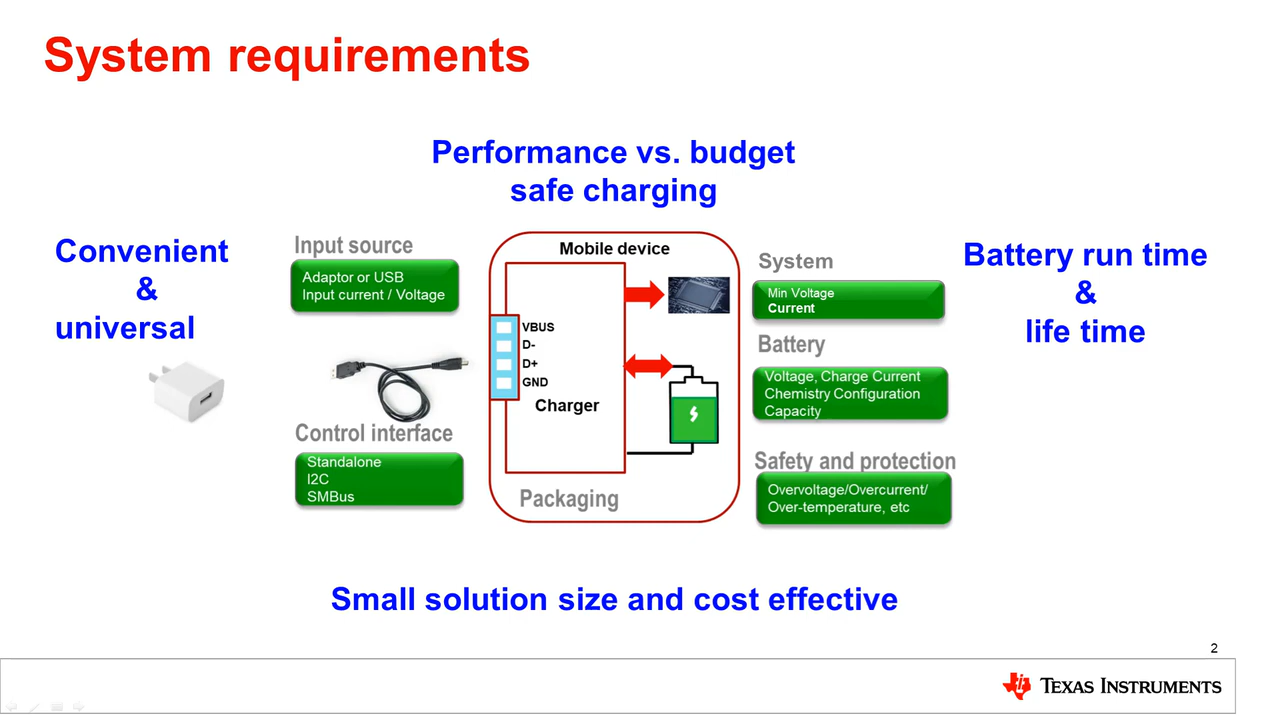 System requirements
Performance vs. budget
safe charging
Convenient
&
universal
Input source
Adaptor or USB
Input current / Voltage
Control interface
Standalone
I2C
SMBus
Mobile device
VBUS
D-
D+
GND
Charger
Packaging
System
Min Voltage
Current
Battery
Voltage, Charge Current
Chemistry Configuration
Capacity
Safety and protection
Overvoltage/Overcurrent/
Over-temperature, etc
Battery run time
&
life time
Small solution size and cost effective
2
TEXAS INSTRUMENTS